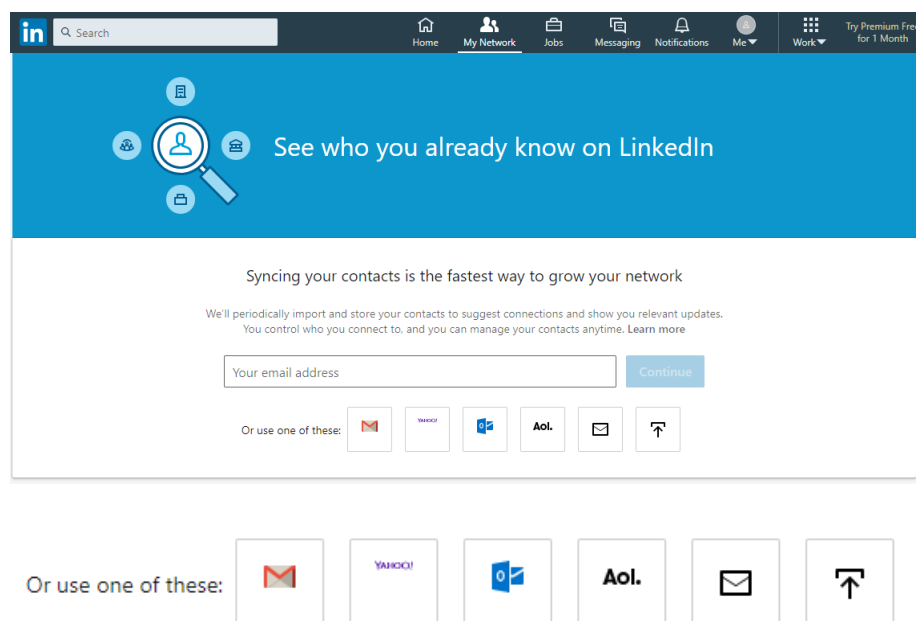 in Search Home My Network Jobs Messaging Notifications Me Work Try Premium Free
for 1 Month
See who you already know on LinkedIn
Syncing your contacts is the fastest way to grow your network
We'll periodically import and store your contacts to suggest connections and show you relevant updates.
You control who you connect to, and you can manage your contacts anytime. Learn more
Your email address Continue
Or use one of these: YAHOO! Aol.
Or use one of these: YAHOO! Aol.